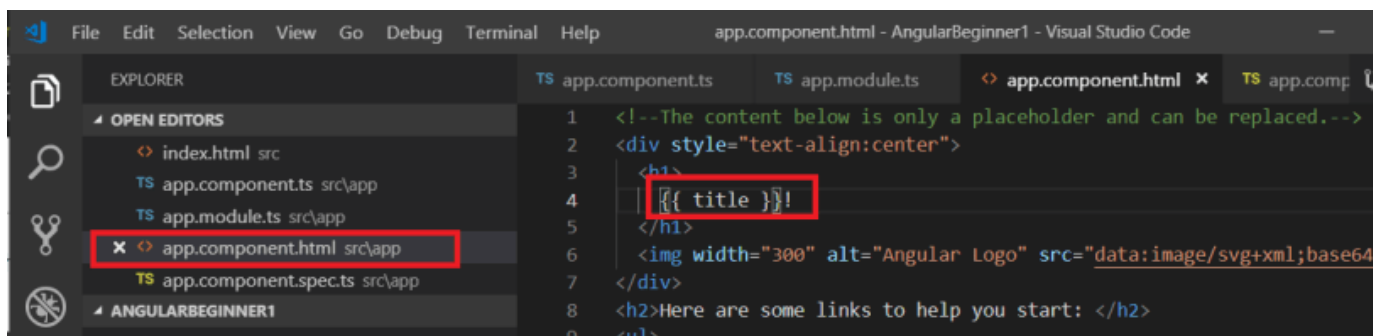 File Edit Selection View Go Debug Terminal Help app.component.html - AngularBeginner1 - Visual Studio Code
EXPLORER
OPEN EDITORS
<> index.html src
TS app.component.ts src\app
TS app.module.ts src\app
× <> app.component.html src\app
TS app.component.spec.ts src\app
ANGULARBEGINNER1
TS app.component.ts TS app.module.ts <> app.component.html × TS app.comp
1 <!--The content below is only a placeholder and can be replaced.-->
2 <div style="text-align:center">
3 <h1>
4 {{ title }}!
5 </h1>
6 <img width="300" alt="Angular Logo" src="data:image/svg+xml;base64
7 </div>
8 <h2>Here are some links to help you start: </h2>
9 <ul>